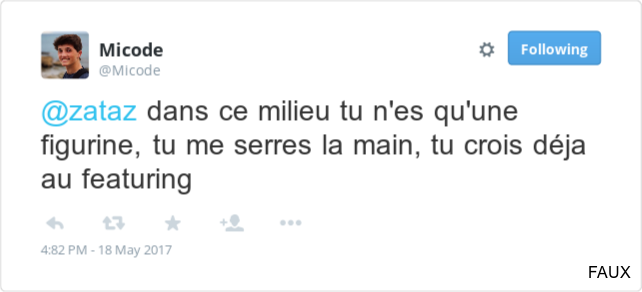 Micode
@Micode
Following
@zataz dans ce milieu tu n'es qu'une
figurine, tu me serres la main, tu crois déja
au featuring
4:82 PM - 18 May 2017
FAUX